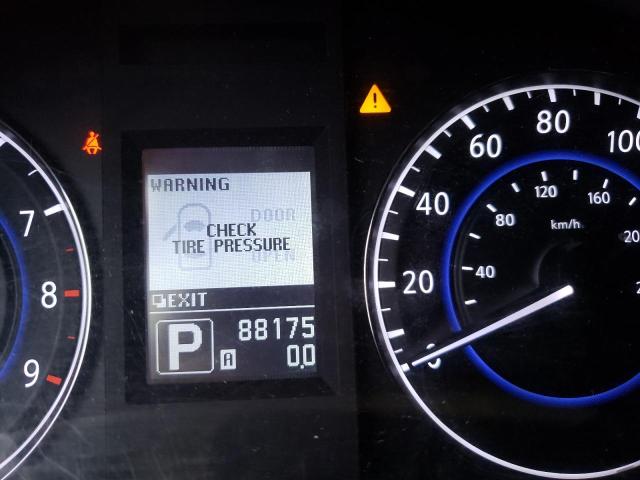 WARNING
DOOR
CHECK
TIRE PRESSURE
OPEN
EXIT
P
88175
A 0.0
7
8
9
0
20
40
60
80
100
40
80
120
160
km/h